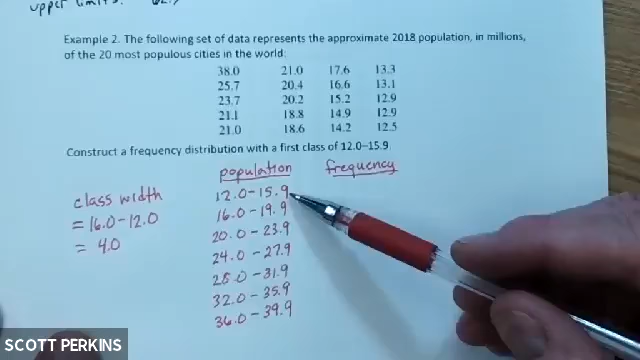 upper limits:
Example 2. The following set of data represents the approximate 2018 population, in millions,
of the 20 most populous cities in the world:
38.0 21.0 17.6 13.3
25.7 20.4 16.6 13.1
23.7 20.2 15.2 12.9
21.1 18.8 14.9 12.9
21.0 18.6 14.2 12.5
Construct a frequency distribution with a first class of 12.0–15.9.
population frequency
class width
= 16.0 - 12.0
= 4.0
12.0 - 15.9
16.0 - 19.9
20.0 - 23.9
24.0 - 27.9
28.0 - 31.9
32.0 - 35.9
36.0 - 39.9
SCOTT PERKINS